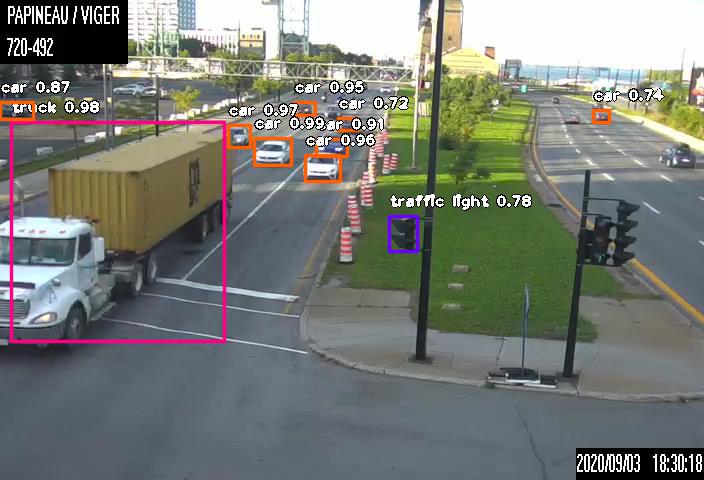 PAPINEAU / VIGER
720-492
car 0.87
truck 0.98
car 0.95
car 0.97
car 0.72
car 0.99
car 0.91
car 0.96
car 0.74
traffic light 0.78
2020/09/03 18:30:18